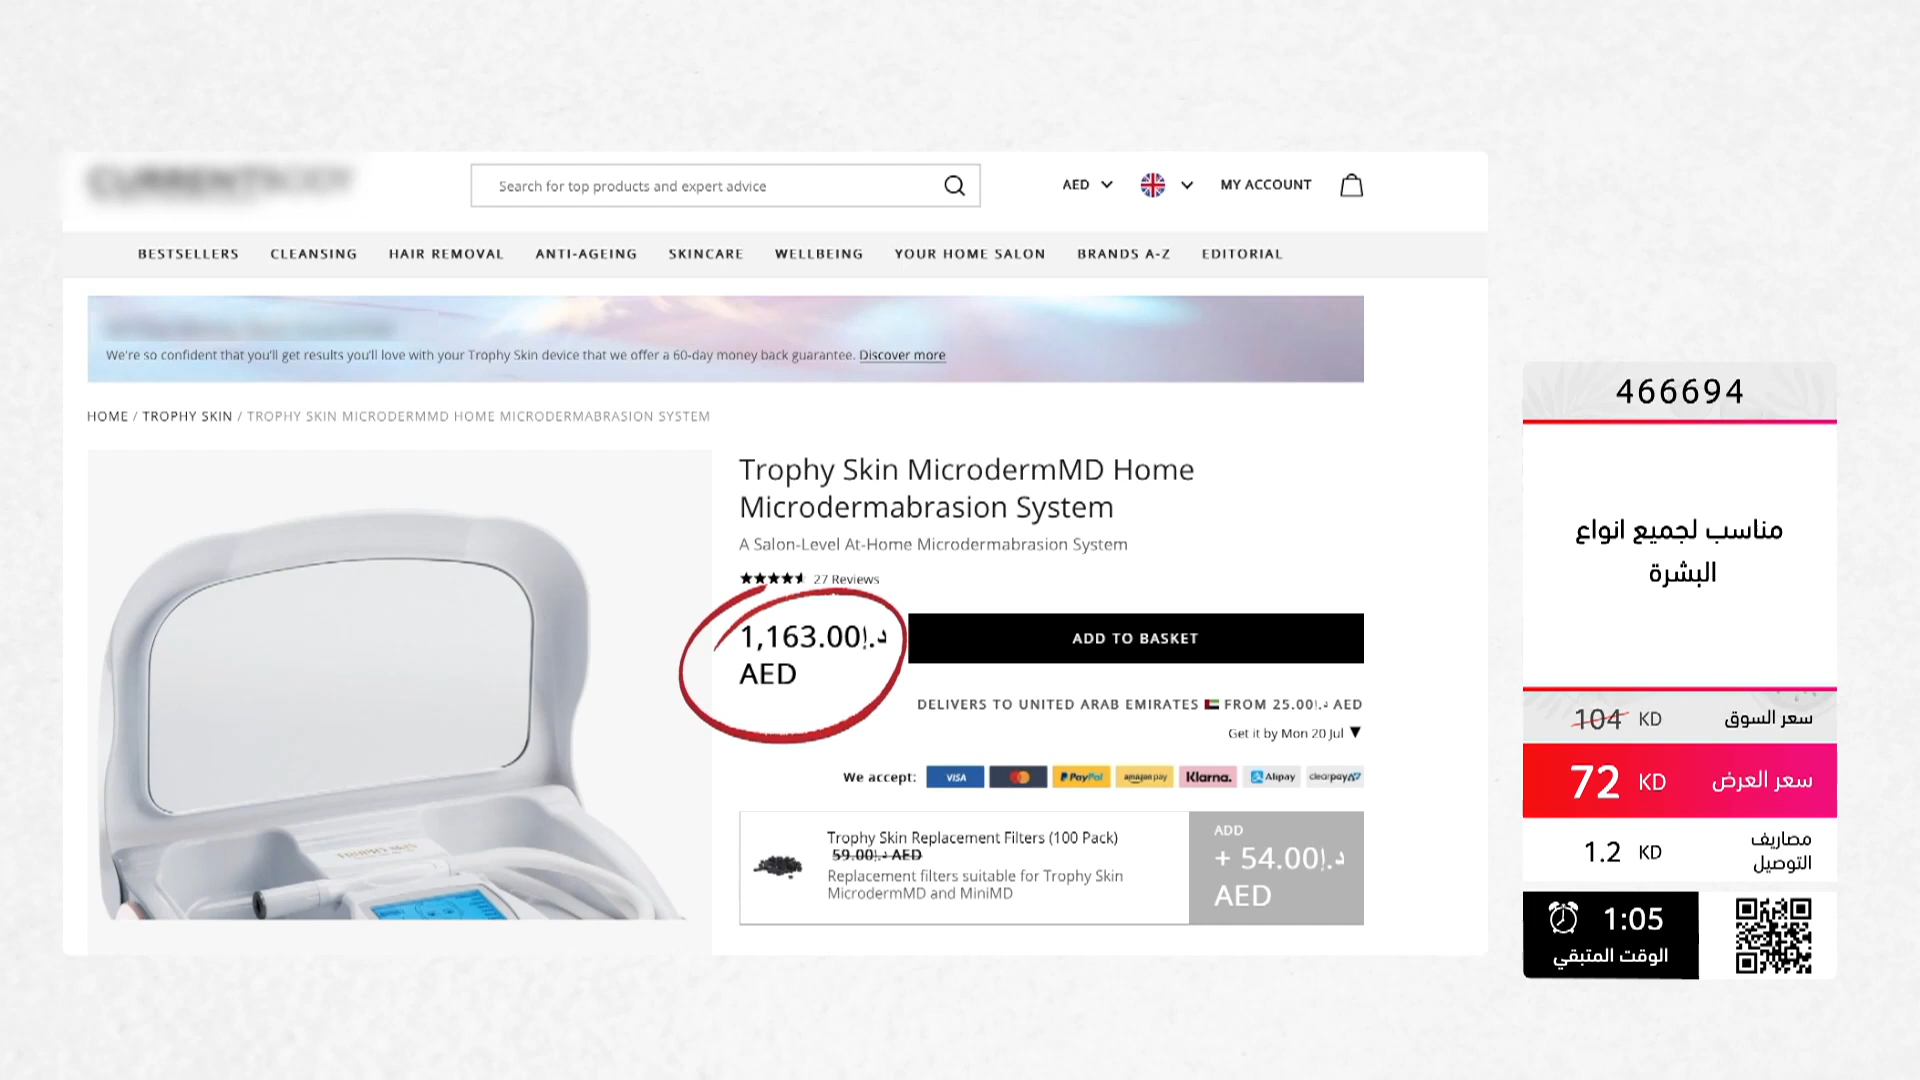 Search for top products and expert advice
AED
MY ACCOUNT
BESTSELLERS CLEANSING HAIR REMOVAL ANTI-AGEING SKINCARE WELLBEING YOUR HOME SALON BRANDS A-Z EDITORIAL
We're so confident that you'll get results you'll love with your Trophy Skin device that we offer a 60-day money back guarantee. Discover more
HOME / TROPHY SKIN / TROPHY SKIN MICRODERMMD HOME MICRODERMABRASION SYSTEM
Trophy Skin MicrodermMD Home
Microdermabrasion System
A Salon-Level At-Home Microdermabrasion System
27 Reviews
1,163.00د.إ
AED
ADD TO BASKET
DELIVERS TO UNITED ARAB EMIRATES FROM 25.00د.إ AED
Get it by Mon 20 Jul ▼
We accept: VISA PayPal amazon pay Klarna. Alipay clearpay
Trophy Skin Replacement Filters (100 Pack)
59.00د.إ AED
Replacement filters suitable for Trophy Skin
MicrodermMD and MiniMD
ADD
+ 54.00د.إ
AED
466694
مناسب لجميع انواع
البشرة
سعر السوق 104 KD
سعر العرض 72 KD
مصاريف
التوصيل
1.2 KD
1:05
الوقت المتبقي